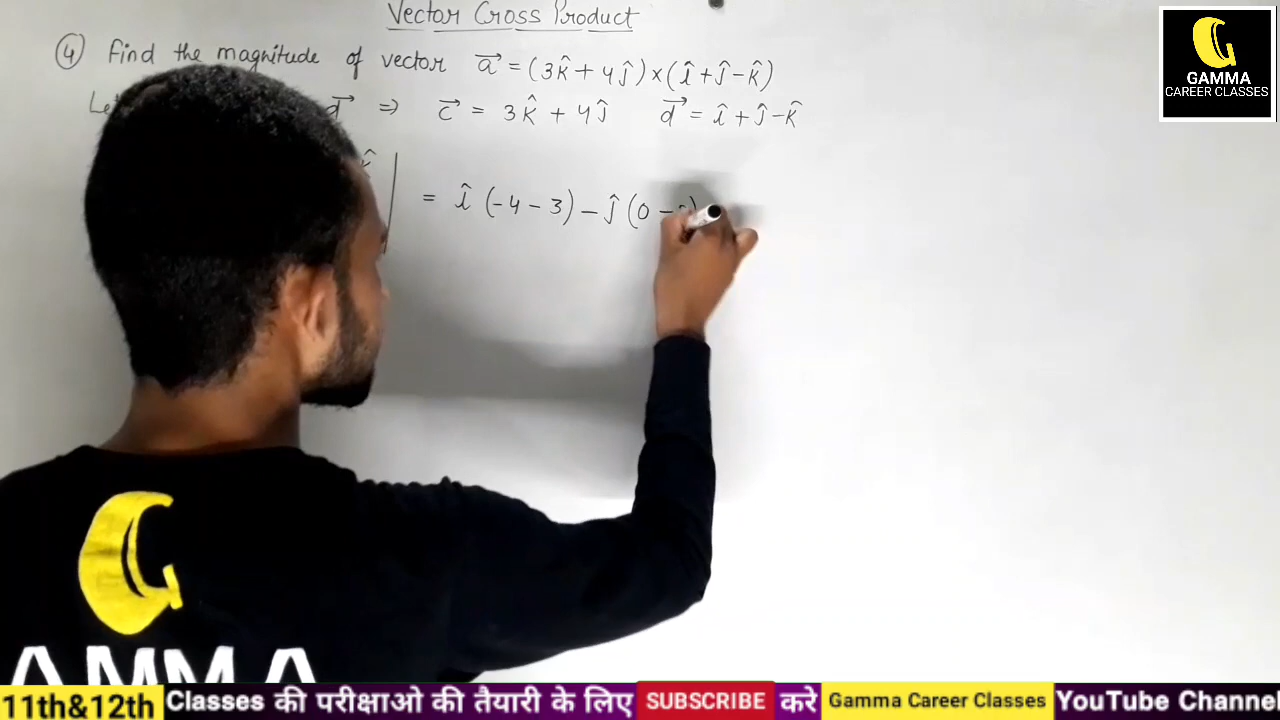 Vector Cross Product
④ Find the magnitude of vector a⃗ = (3k̂ + 4ĵ) × (î + ĵ - k̂)
Let d⃗ ⇒ c⃗ = 3k̂ + 4ĵ d⃗ = î + ĵ - k̂
k̂
= î (-4 - 3) - ĵ (0 -
GAMMA
CAREER CLASSES
11th&12th Classes की परीक्षाओ की तैयारी के लिए SUBSCRIBE करे Gamma Career Classes YouTube Channel